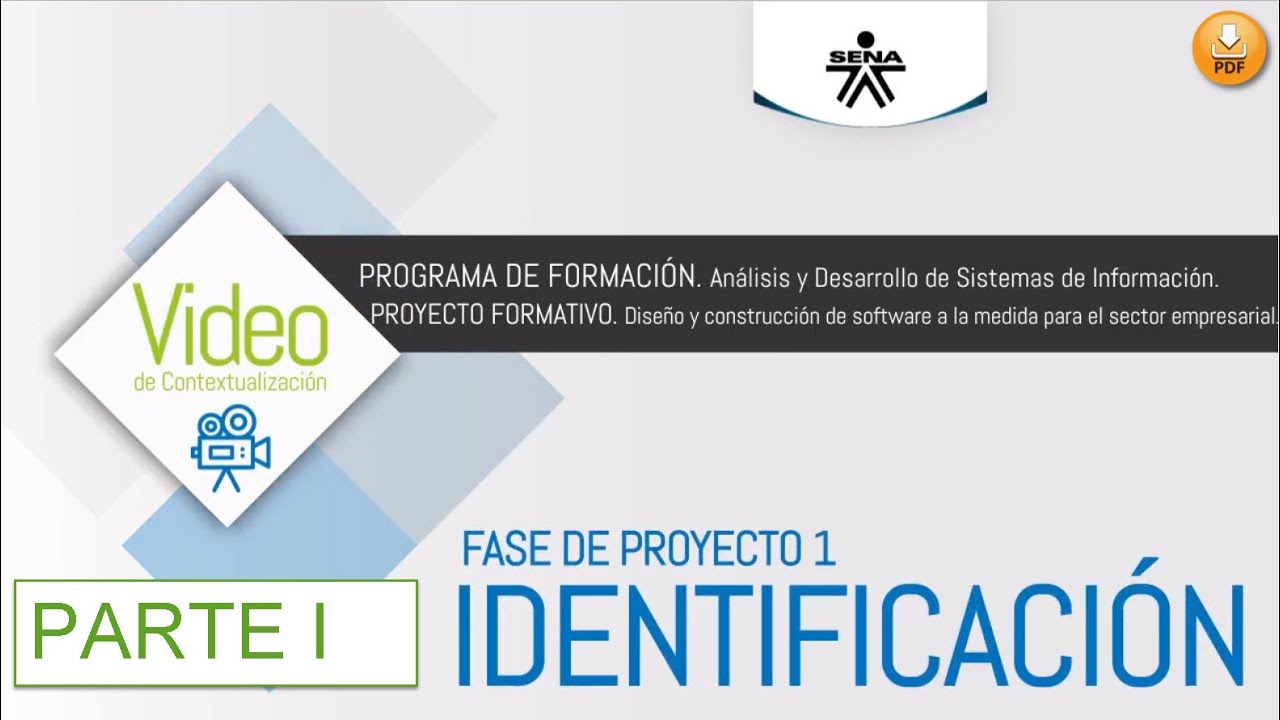 SENA
PDF
PROGRAMA DE FORMACIÓN. Análisis y Desarrollo de Sistemas de Información.
PROYECTO FORMATIVO. Diseño y construcción de software a la medida para el sector empresarial.
Video
de Contextualización
FASE DE PROYECTO 1
IDENTIFICACIÓN
PARTE I